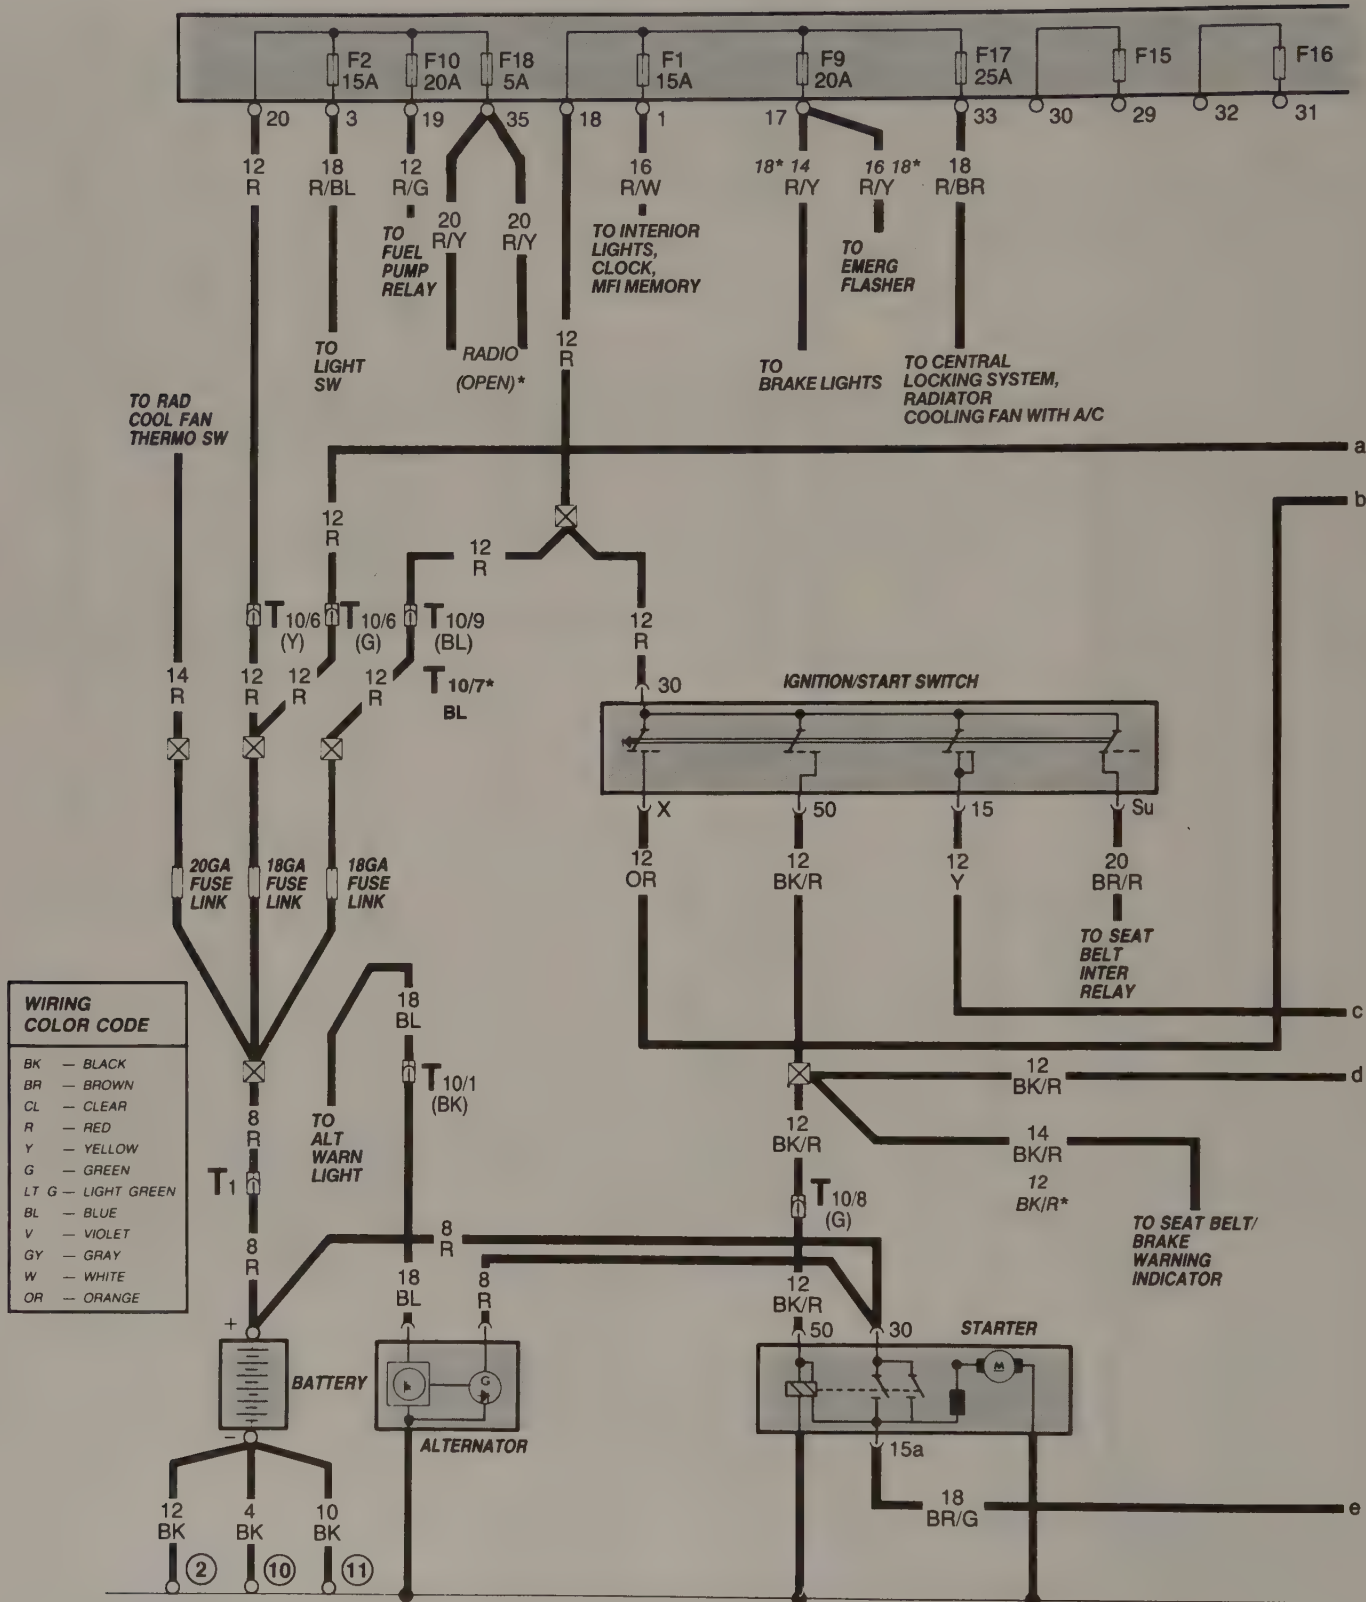 F2
15A
F10
20A
F18
5A
F1
15A
F9
20A
F17
25A
F15
F16
20
3
19
35
18
1
17
33
30
29
32
31
12
R
18
R/BL
12
R/G
20
R/Y
20
R/Y
16
R/W
18* 14
R/Y
16 18*
R/Y
18
R/BR
TO
FUEL
PUMP
RELAY
TO INTERIOR
LIGHTS,
CLOCK,
MFI MEMORY
TO
EMERG
FLASHER
TO
LIGHT
SW
RADIO
(OPEN)*
12
R
TO
BRAKE LIGHTS
TO CENTRAL
LOCKING SYSTEM,
RADIATOR
COOLING FAN WITH A/C
TO RAD
COOL FAN
THERMO SW
a
b
12
R
12
R
T10/6
(Y)
T10/6
(G)
T10/9
(BL)
12
R
14
R
12
R
12
R
12
R
T10/7*
BL
30
IGNITION/START SWITCH
X
50
15
Su
12
OR
12
BK/R
12
Y
20
BR/R
20GA
FUSE
LINK
18GA
FUSE
LINK
18GA
FUSE
LINK
TO SEAT
BELT
INTER
RELAY
WIRING
COLOR CODE
BK — BLACK
BR — BROWN
CL — CLEAR
R — RED
Y — YELLOW
G — GREEN
LT G — LIGHT GREEN
BL — BLUE
V — VIOLET
GY — GRAY
W — WHITE
OR — ORANGE
18
BL
c
T10/1
(BK)
12
BK/R
d
8
R
TO
ALT
WARN
LIGHT
12
BK/R
14
BK/R
12
BK/R*
T1
T10/8
(G)
TO SEAT BELT/
BRAKE
WARNING
INDICATOR
8
R
8
R
18
BL
8
R
12
BK/R
+
50
30
STARTER
BATTERY
G
M
−
ALTERNATOR
15a
12
BK
4
BK
10
BK
18
BR/G
e
2
10
11